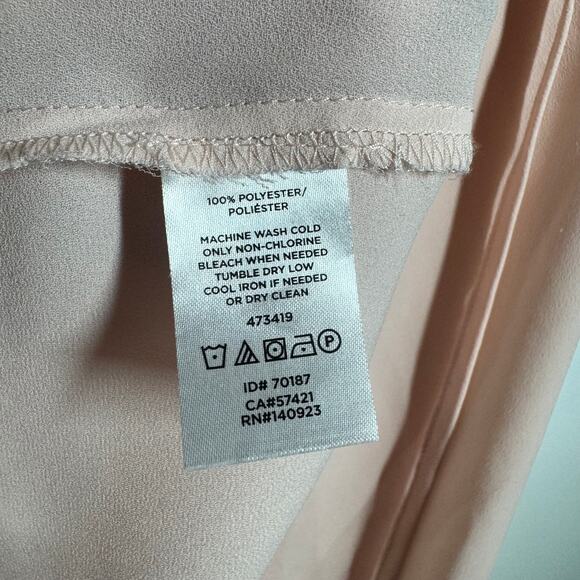 100% POLYESTER/
POLIÉSTER
MACHINE WASH COLD
ONLY NON-CHLORINE
BLEACH WHEN NEEDED
TUMBLE DRY LOW
COOL IRON IF NEEDED
OR DRY CLEAN
473419
P
ID# 70187
CA#57421
RN#140923